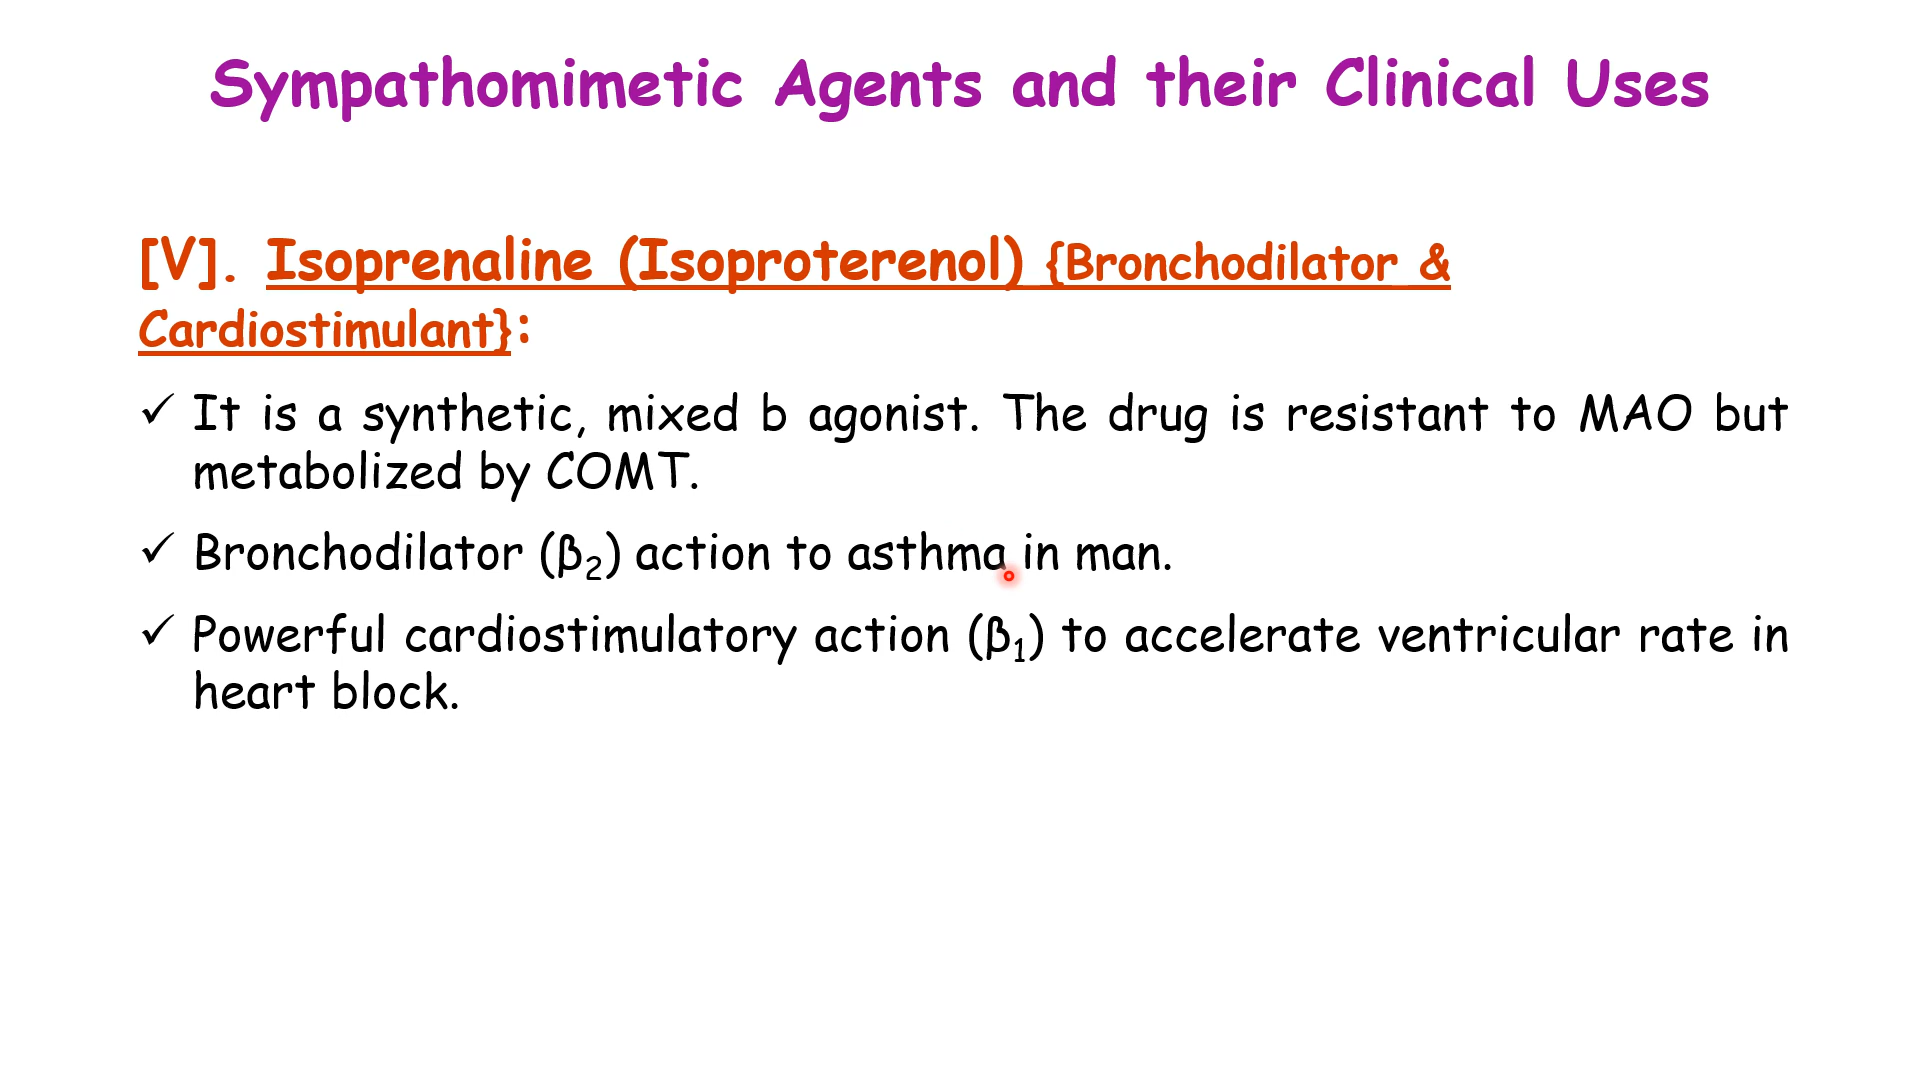 Sympathomimetic Agents and their Clinical Uses
[V]. Isoprenaline (Isoproterenol) {Bronchodilator &
Cardiostimulant}:
✓ It is a synthetic, mixed b agonist. The drug is resistant to MAO but
metabolized by COMT.
✓ Bronchodilator (β₂) action to asthma in man.
✓ Powerful cardiostimulatory action (β₁) to accelerate ventricular rate in
heart block.